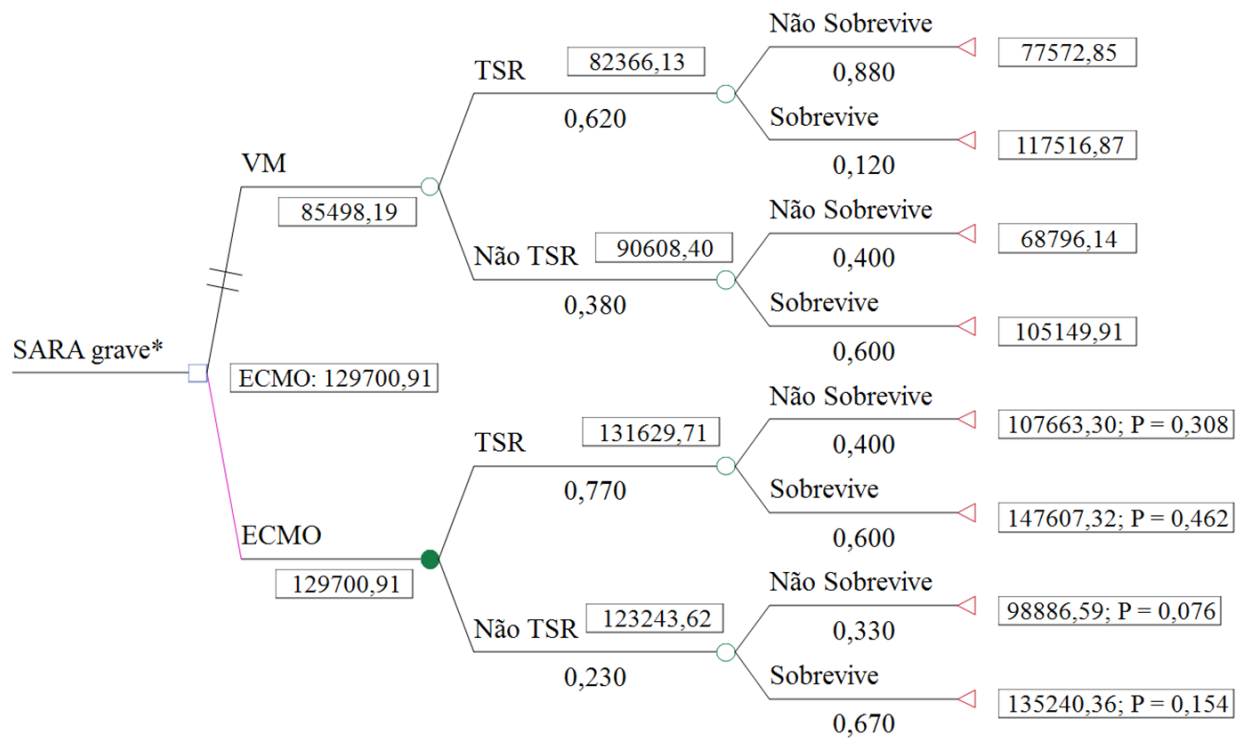 Não Sobrevive
77572,85
0,880
TSR
82366,13
0,620
Sobrevive
117516,87
0,120
VM
85498,19
Não Sobrevive
68796,14
0,400
Não TSR
90608,40
0,380
Sobrevive
105149,91
0,600
SARA grave*
ECMO: 129700,91
Não Sobrevive
107663,30; P = 0,308
0,400
TSR
131629,71
0,770
Sobrevive
147607,32; P = 0,462
0,600
ECMO
129700,91
Não Sobrevive
98886,59; P = 0,076
0,330
Não TSR
123243,62
0,230
Sobrevive
135240,36; P = 0,154
0,670